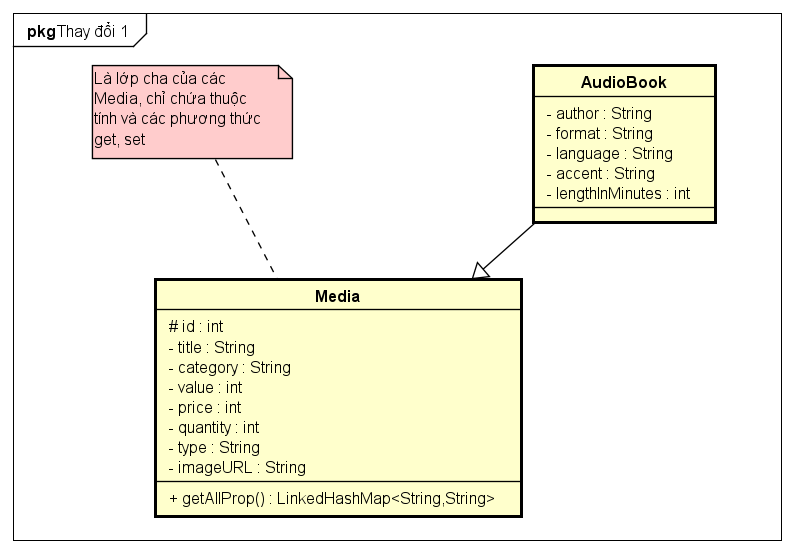 pkgThay đổi 1
Là lớp cha của các
Media, chỉ chứa thuộc
tính và các phương thức
get, set
AudioBook
- author : String
- format : String
- language : String
- accent : String
- lengthInMinutes : int
Media
# id : int
- title : String
- category : String
- value : int
- price : int
- quantity : int
- type : String
- imageURL : String
+ getAllProp() : LinkedHashMap<String,String>